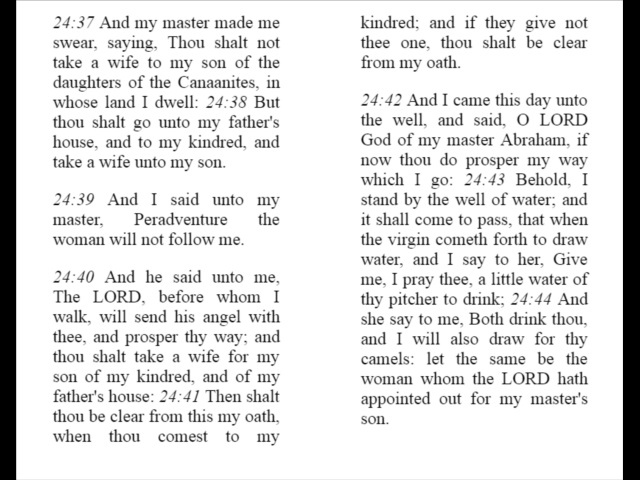 24:37 And my master made me
swear, saying, Thou shalt not
take a wife to my son of the
daughters of the Canaanites, in
whose land I dwell: 24:38 But
thou shalt go unto my father's
house, and to my kindred, and
take a wife unto my son.
24:39 And I said unto my
master, Peradventure the
woman will not follow me.
24:40 And he said unto me,
The LORD, before whom I
walk, will send his angel with
thee, and prosper thy way; and
thou shalt take a wife for my
son of my kindred, and of my
father's house: 24:41 Then shalt
thou be clear from this my oath,
when thou comest to my
kindred; and if they give not
thee one, thou shalt be clear
from my oath.
24:42 And I came this day unto
the well, and said, O LORD
God of my master Abraham, if
now thou do prosper my way
which I go: 24:43 Behold, I
stand by the well of water; and
it shall come to pass, that when
the virgin cometh forth to draw
water, and I say to her, Give
me, I pray thee, a little water of
thy pitcher to drink; 24:44 And
she say to me, Both drink thou,
and I will also draw for thy
camels: let the same be the
woman whom the LORD hath
appointed out for my master's
son.